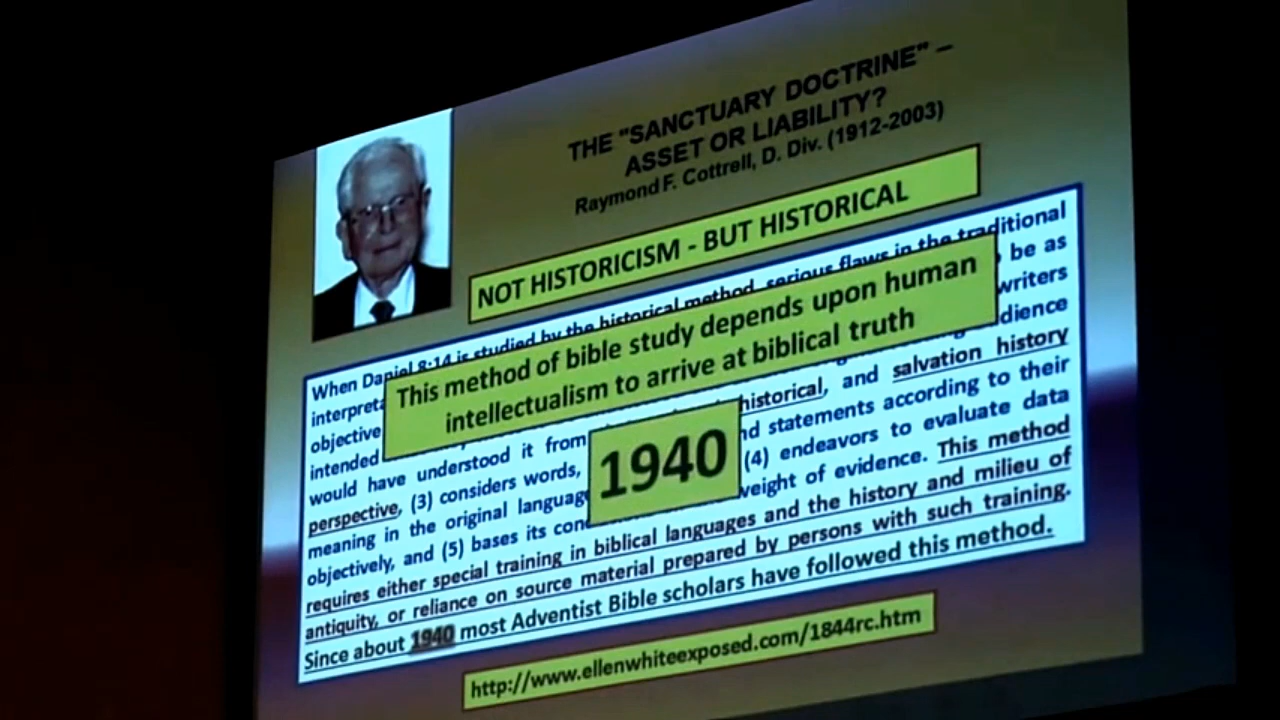 THE "SANCTUARY DOCTRINE" –
ASSET OR LIABILITY?
Raymond F. Cottrell, D. Div. (1912-2003)
NOT HISTORICISM - BUT HISTORICAL
When Daniel 8:14 is studied by the historical method, serious flaws in the traditional
be as
objective
writers
intended
dience
This method of bible study depends upon human
intellectualism to arrive at biblical truth
would have understood it from historical, and salvation history
perspective, (3) considers words, nd statements according to their
1940
meaning in the original (4) endeavors to evaluate data
objectively, and (5) bases its weight of evidence. This method
requires either special training in biblical languages and the history and milieu of
antiquity, or reliance on source material prepared by persons with such training.
Since about 1940 most Adventist Bible scholars have followed this method.
http://www.ellenwhiteexposed.com/1844rc.htm